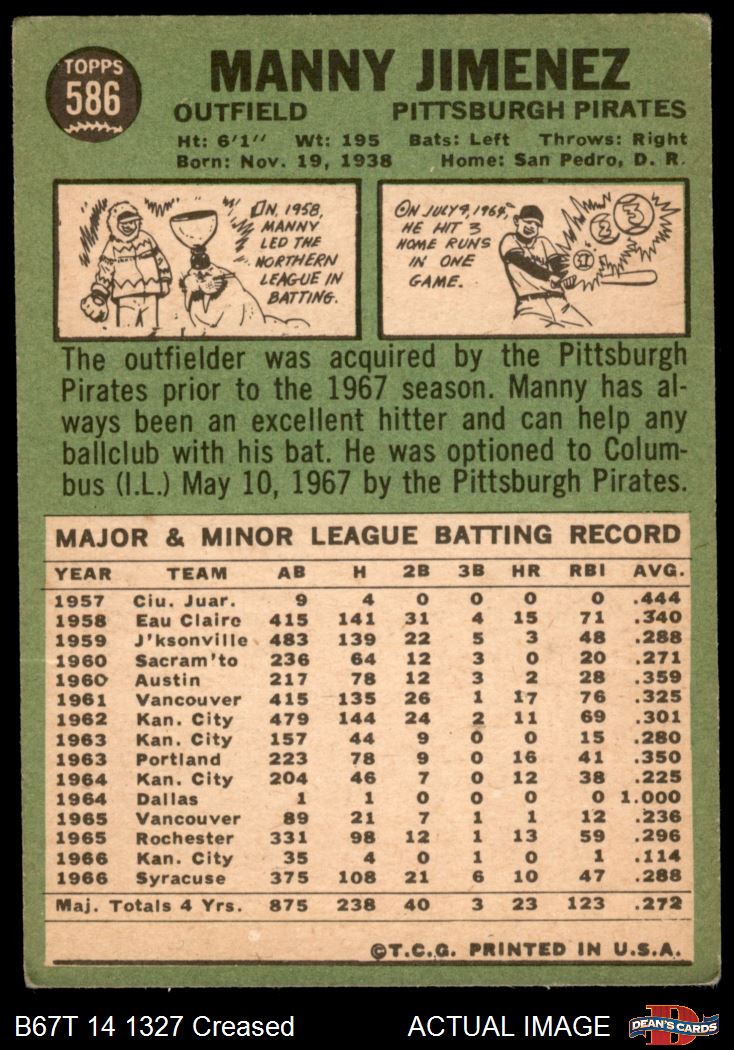 TOPPS
586
MANNY JIMENEZ
OUTFIELD PITTSBURGH PIRATES
Ht: 6'1" Wt: 195 Bats: Left Throws: Right
Born: Nov. 19, 1938 Home: San Pedro, D. R.
IN, 1958,
MANNY
LED THE
NORTHERN
LEAGUE IN
BATTING.
ON JULY 4, 1964,
HE HIT 3
HOME RUNS
IN ONE
GAME.
1 2 3
The outfielder was acquired by the Pittsburgh
Pirates prior to the 1967 season. Manny has al-
ways been an excellent hitter and can help any
ballclub with his bat. He was optioned to Colum-
bus (I.L.) May 10, 1967 by the Pittsburgh Pirates.
MAJOR & MINOR LEAGUE BATTING RECORD
YEAR TEAM AB H 2B 3B HR RBI AVG.
1957 Ciu. Juar. 9 4 0 0 0 0 .444
1958 Eau Claire 415 141 31 4 15 71 .340
1959 J'ksonville 483 139 22 5 3 48 .288
1960 Sacram'to 236 64 12 3 0 20 .271
1960 Austin 217 78 12 3 2 28 .359
1961 Vancouver 415 135 26 1 17 76 .325
1962 Kan. City 479 144 24 2 11 69 .301
1963 Kan. City 157 44 9 0 0 15 .280
1963 Portland 223 78 9 0 16 41 .350
1964 Kan. City 204 46 7 0 12 38 .225
1964 Dallas 1 1 0 0 0 0 1.000
1965 Vancouver 89 21 7 1 1 12 .236
1965 Rochester 331 98 12 1 13 59 .296
1966 Kan. City 35 4 0 1 0 1 .114
1966 Syracuse 375 108 21 6 10 47 .288
Maj. Totals 4 Yrs. 875 238 40 3 23 123 .272
©T.C.G. PRINTED IN U.S.A.
B67T 14 1327 Creased ACTUAL IMAGE
D
DEAN'S CARDS